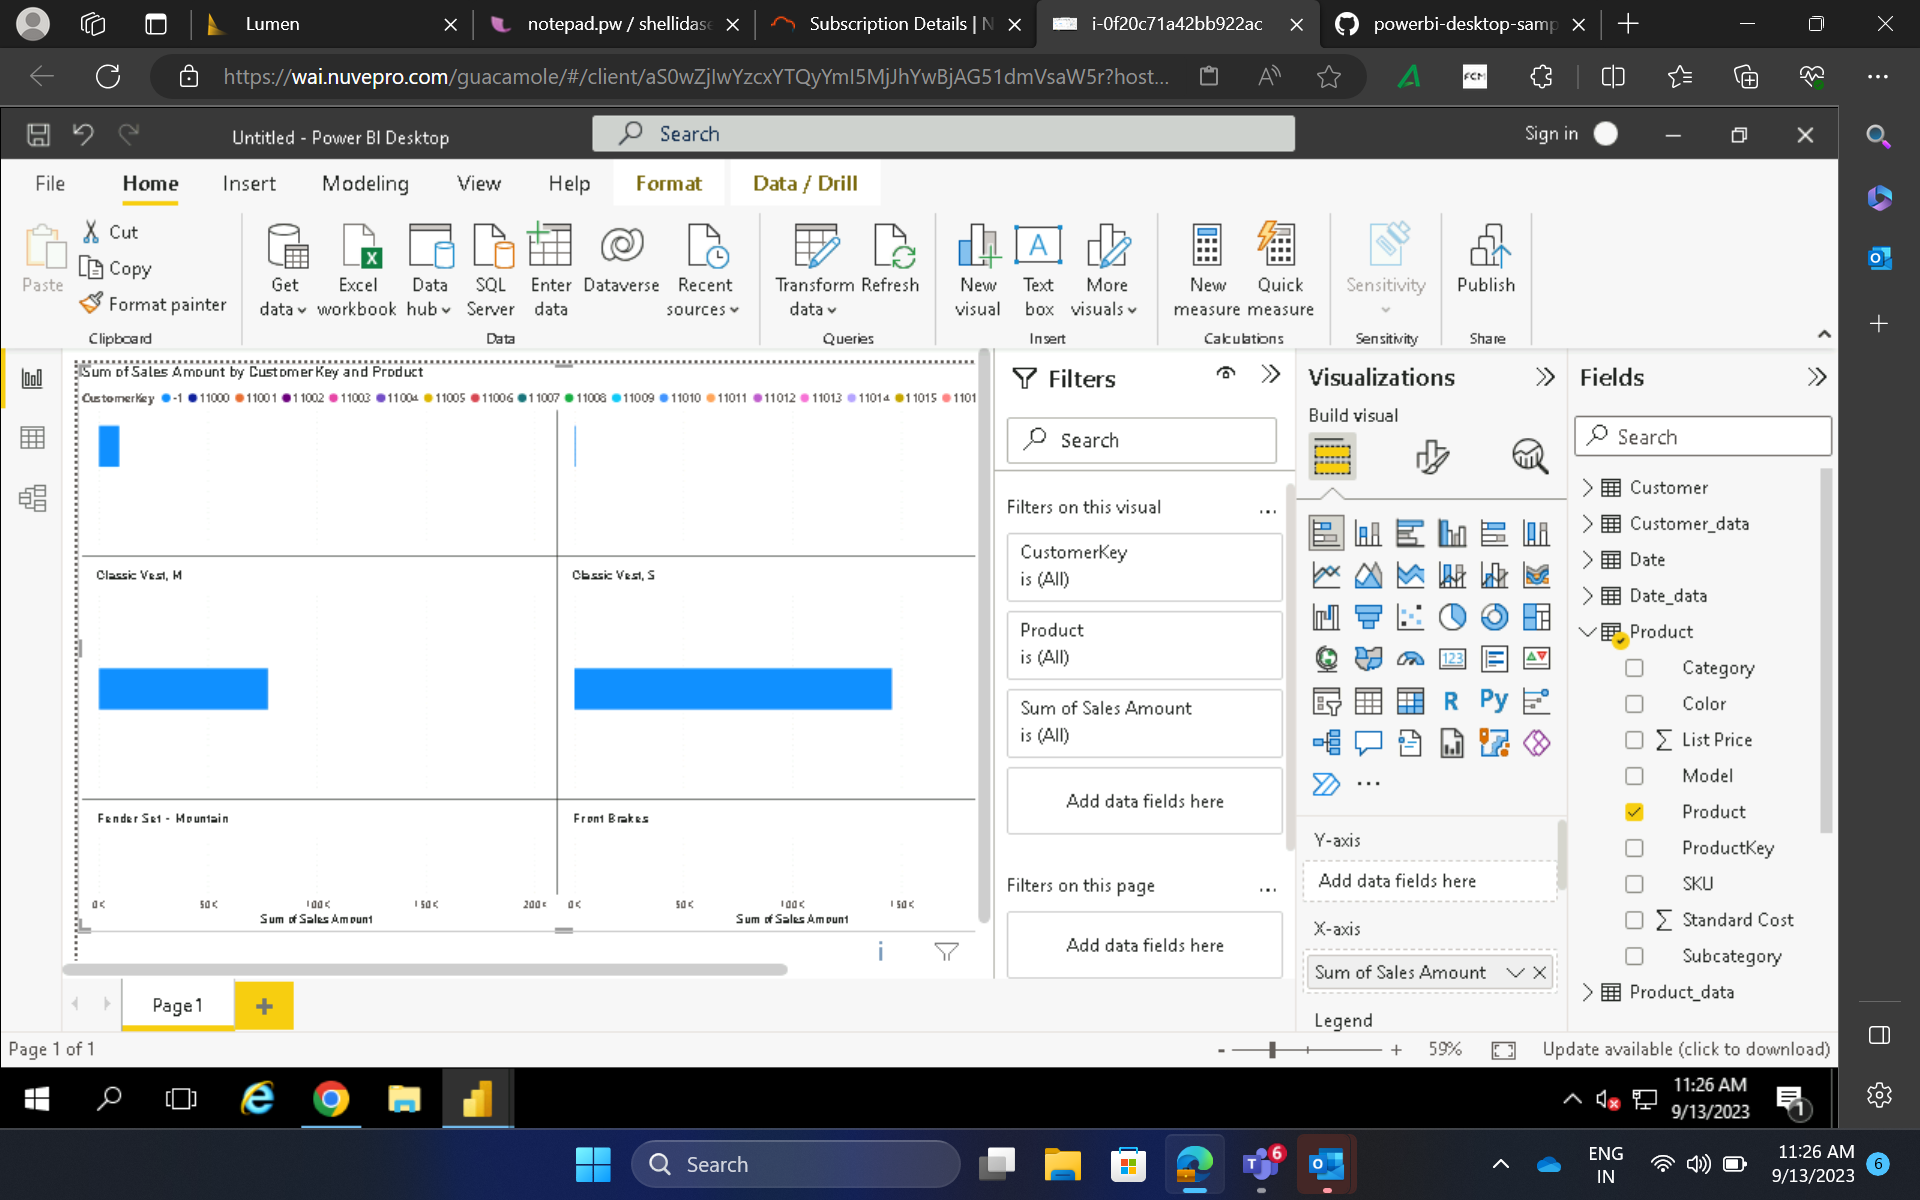 Lumen
notepad.pw / shellidase
Subscription Details | N
i-0f20c71a42bb922ac
powerbi-desktop-samp
https://wai.nuvepro.com/guacamole/#/client/aS0wZjIwYzcxYTQyYmI5MjJhYwBjAG51dmVsaW5r?host...
FCM
Untitled - Power BI Desktop
Search
Sign in
File
Home
Insert
Modeling
View
Help
Format
Data / Drill
Paste
Cut
Copy
Format painter
Clipboard
Get data
Excel workbook
Data hub
SQL Server
Enter data
Dataverse
Recent sources
Data
Transform data
Refresh
Queries
New visual
Text box
More visuals
Insert
New measure
Quick measure
Calculations
Sensitivity
Sensitivity
Publish
Share
Sum of Sales Amount by CustomerKey and Product
CustomerKey -1 11000 11001 11002 11003 11004 11005 11006 11007 11008 11009 11010 11011 11012 11013 11014 11015 1101
Classic Vest, M
Classic Vest, S
Fender Set - Mountain
Front Brakes
0K 50K 100K 150K 200K 0K 50K 100K 150K
Sum of Sales Amount
Sum of Sales Amount
Filters
Search
Filters on this visual
...
CustomerKey
is (All)
Product
is (All)
Sum of Sales Amount
is (All)
Add data fields here
Filters on this page
...
Add data fields here
Visualizations
Build visual
123
R
Py
...
Y-axis
Add data fields here
X-axis
Sum of Sales Amount
Legend
Fields
Search
Customer
Customer_data
Date
Date_data
Product
Category
Color
List Price
Model
Product
ProductKey
SKU
Standard Cost
Subcategory
Product_data
Page 1
Page 1 of 1
- + 59%
Update available (click to download)
11:26 AM
9/13/2023
1
Search
6
ENG
IN
11:26 AM
9/13/2023
6